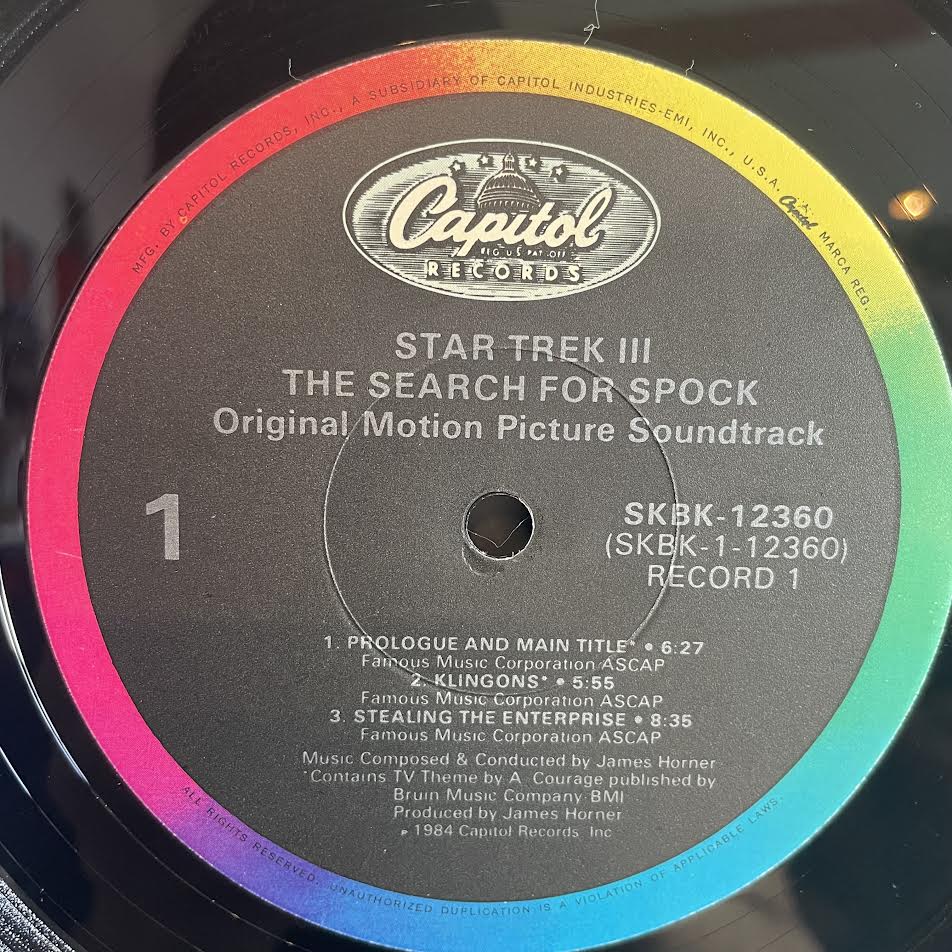 MFG. BY CAPITOL RECORDS, INC., A SUBSIDIARY OF CAPITOL INDUSTRIES-EMI, INC., U.S.A. Capitol MARCA REG.
Capitol
REG U S PAT OFF
RECORDS
STAR TREK III
THE SEARCH FOR SPOCK
Original Motion Picture Soundtrack
1
SKBK-12360
(SKBK-1-12360)
RECORD 1
1. PROLOGUE AND MAIN TITLE* • 6:27
Famous Music Corporation ASCAP
2. KLINGONS* • 5:55
Famous Music Corporation ASCAP
3. STEALING THE ENTERPRISE • 8:35
Famous Music Corporation ASCAP
Music Composed & Conducted by James Horner
*Contains TV Theme by A. Courage published by
Bruin Music Company-BMI
Produced by James Horner
℗ 1984 Capitol Records Inc
ALL RIGHTS RESERVED. UNAUTHORIZED DUPLICATION IS A VIOLATION OF APPLICABLE LAWS.